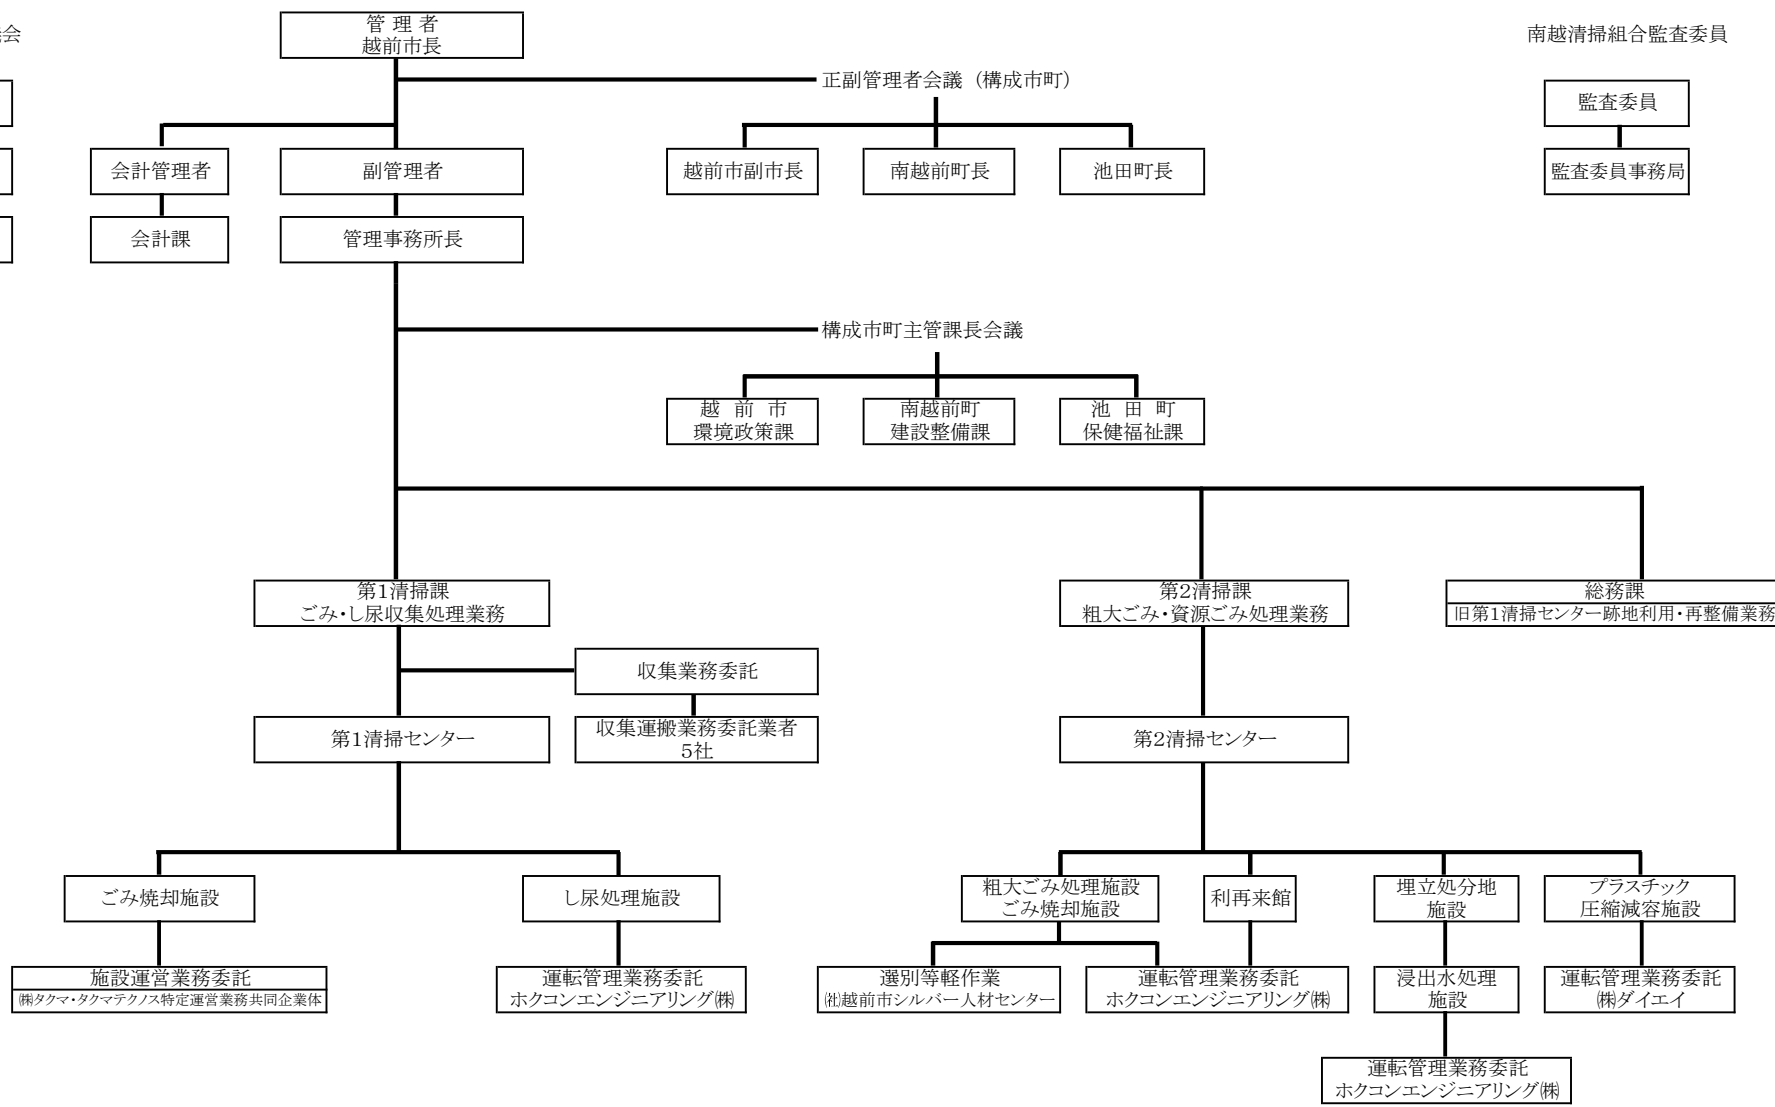 会
管 理 者
越前市長
南越清掃組合監査委員
正副管理者会議（構成市町）
監査委員
会計管理者
副管理者
越前市副市長
南越前町長
池田町長
監査委員事務局
会計課
管理事務所長
構成市町主管課長会議
越 前 市
環境政策課
南越前町
建設整備課
池 田 町
保健福祉課
第1清掃課
ごみ・し尿収集処理業務
第2清掃課
粗大ごみ・資源ごみ処理業務
総務課
旧第1清掃センター跡地利用・再整備業務
収集業務委託
第1清掃センター
収集運搬業務委託業者
5社
第2清掃センター
ごみ焼却施設
し尿処理施設
粗大ごみ処理施設
ごみ焼却施設
利再来館
埋立処分地
施設
プラスチック
圧縮減容施設
施設運営業務委託
㈱タクマ・タクマテクノス特定運営業務共同企業体
運転管理業務委託
ホクコンエンジニアリング㈱
選別等軽作業
㈳越前市シルバー人材センター
運転管理業務委託
ホクコンエンジニアリング㈱
浸出水処理
施設
運転管理業務委託
㈱ダイエイ
運転管理業務委託
ホクコンエンジニアリング㈱